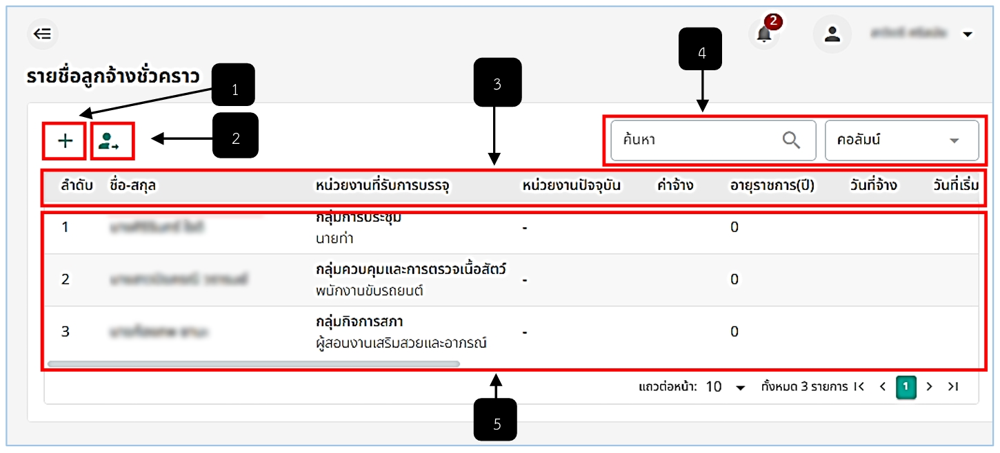 2
4
รายชื่อลูกจ้างชั่วคราว
1
3
2
ค้นหา
คอลัมน์
ลำดับ ชื่อ-สกุล หน่วยงานที่รับการบรรจุ หน่วยงานปัจจุบัน ค่าจ้าง อายุราชการ(ปี) วันที่จ้าง วันที่เริ่ม
กลุ่มการประชุม
1 - 0
นายท่า
กลุ่มควบคุมและการตรวจเนื้อสัตว์
2 - 0
พนักงานขับรถยนต์
กลุ่มกิจการสภา
3 - 0
ผู้สอนงานเสริมสวยและอาภรณ์
แถวต่อหน้า: 10 ทั้งหมด 3 รายการ 1
5